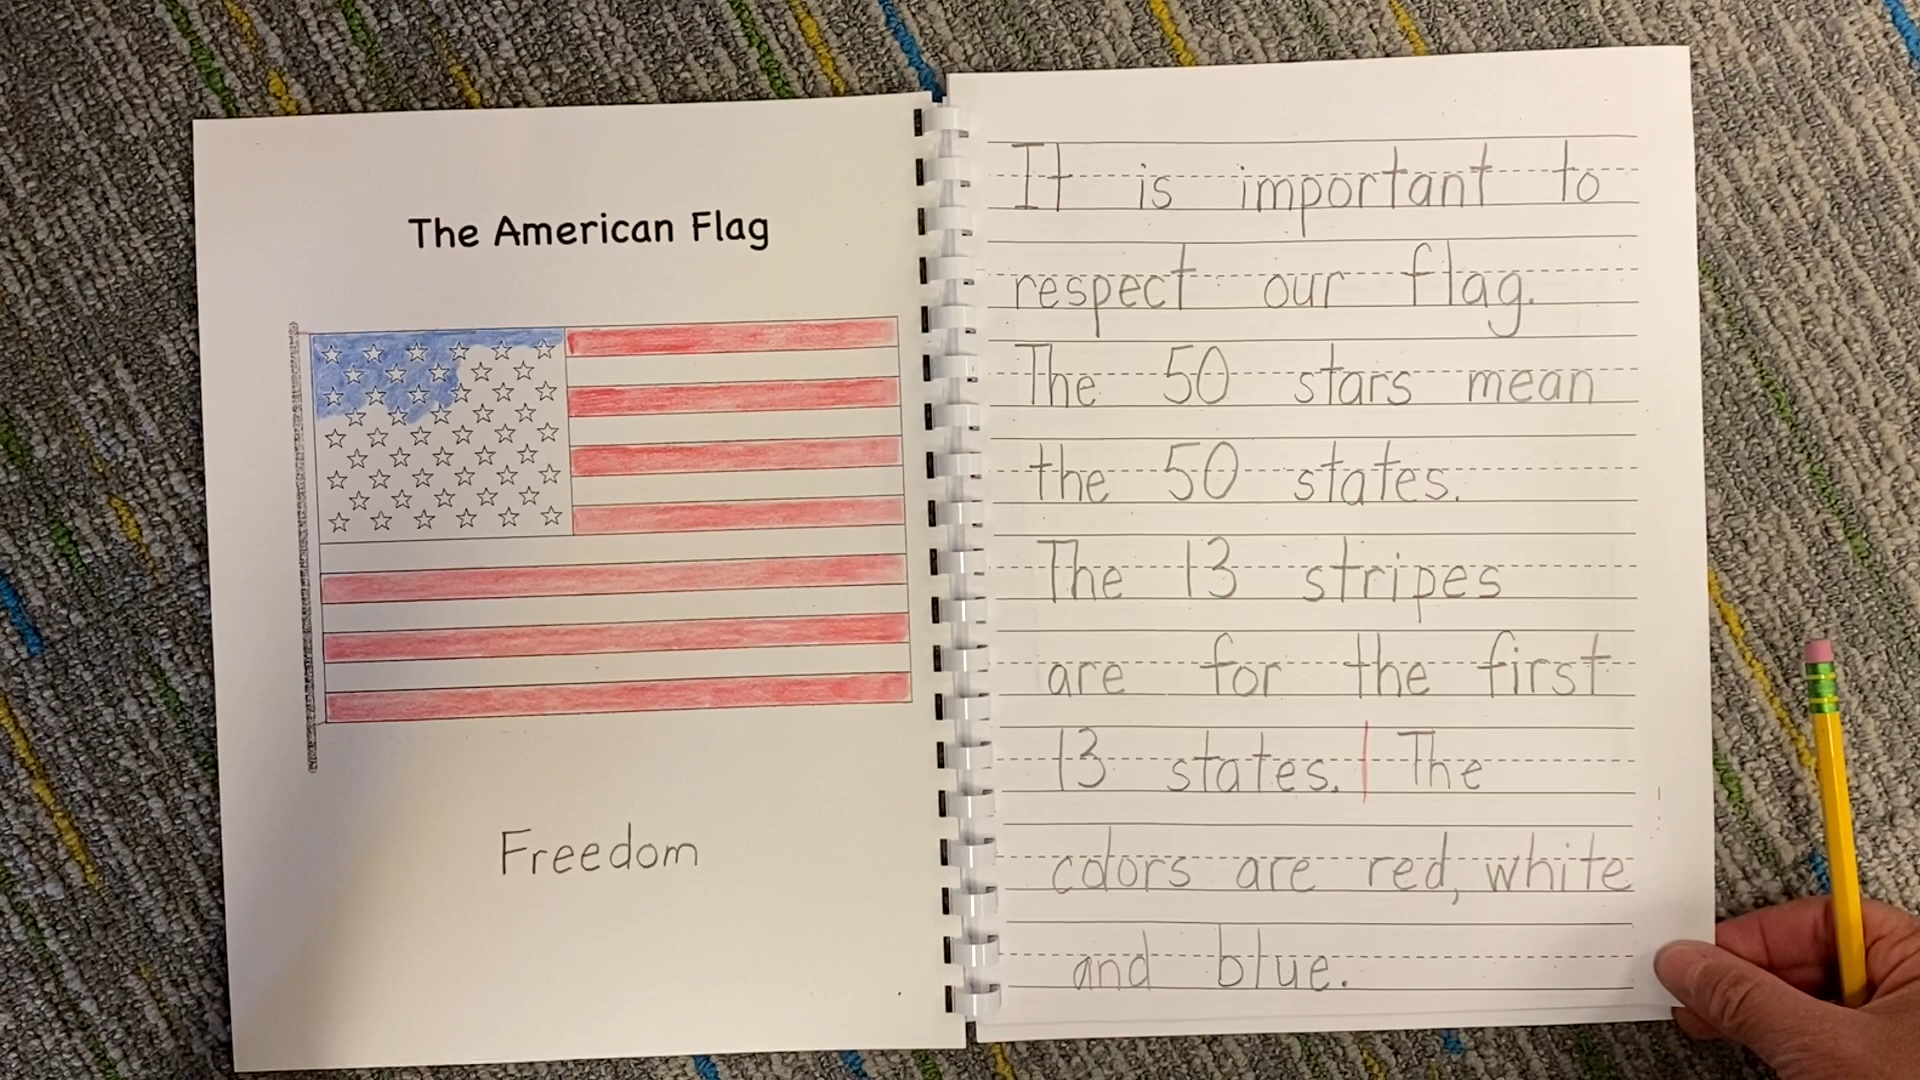 The American Flag
Freedom
It is important to
respect our flag.
The 50 stars mean
the 50 states.
The 13 stripes
are for the first
13 states. The
colors are red, white
and blue.